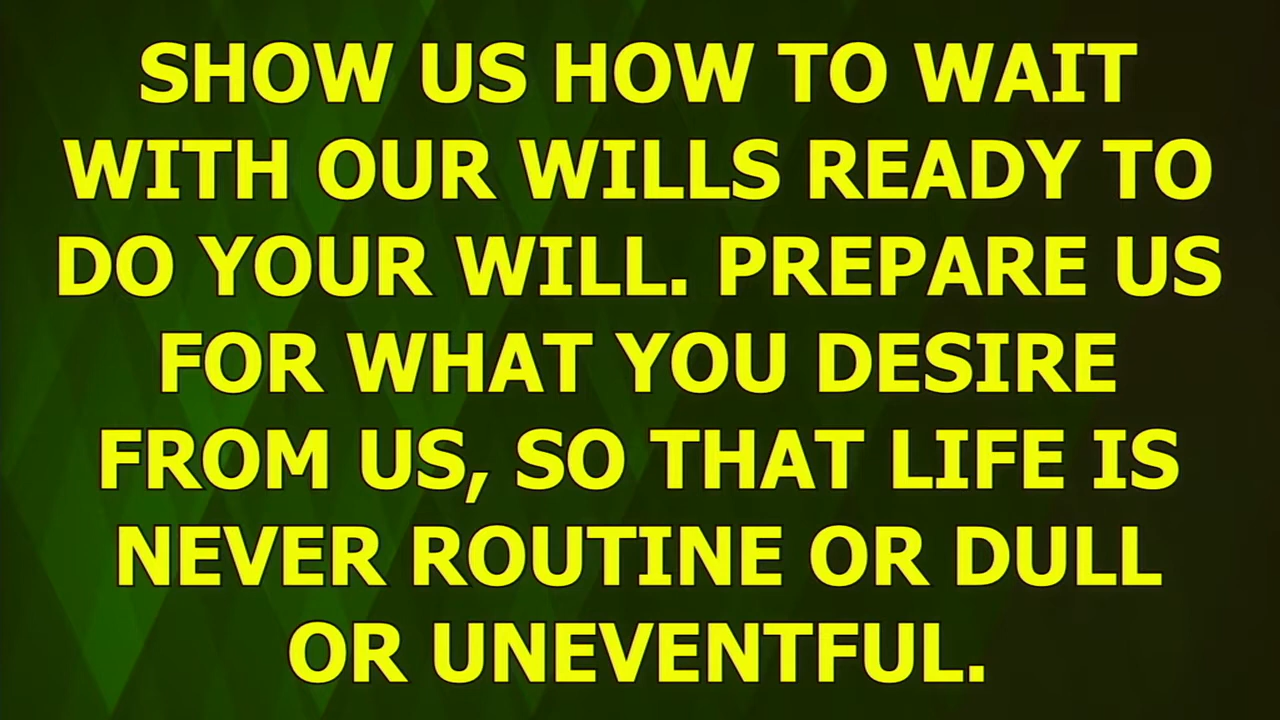 SHOW US HOW TO WAIT
WITH OUR WILLS READY TO
DO YOUR WILL. PREPARE US
FOR WHAT YOU DESIRE
FROM US, SO THAT LIFE IS
NEVER ROUTINE OR DULL
OR UNEVENTFUL.